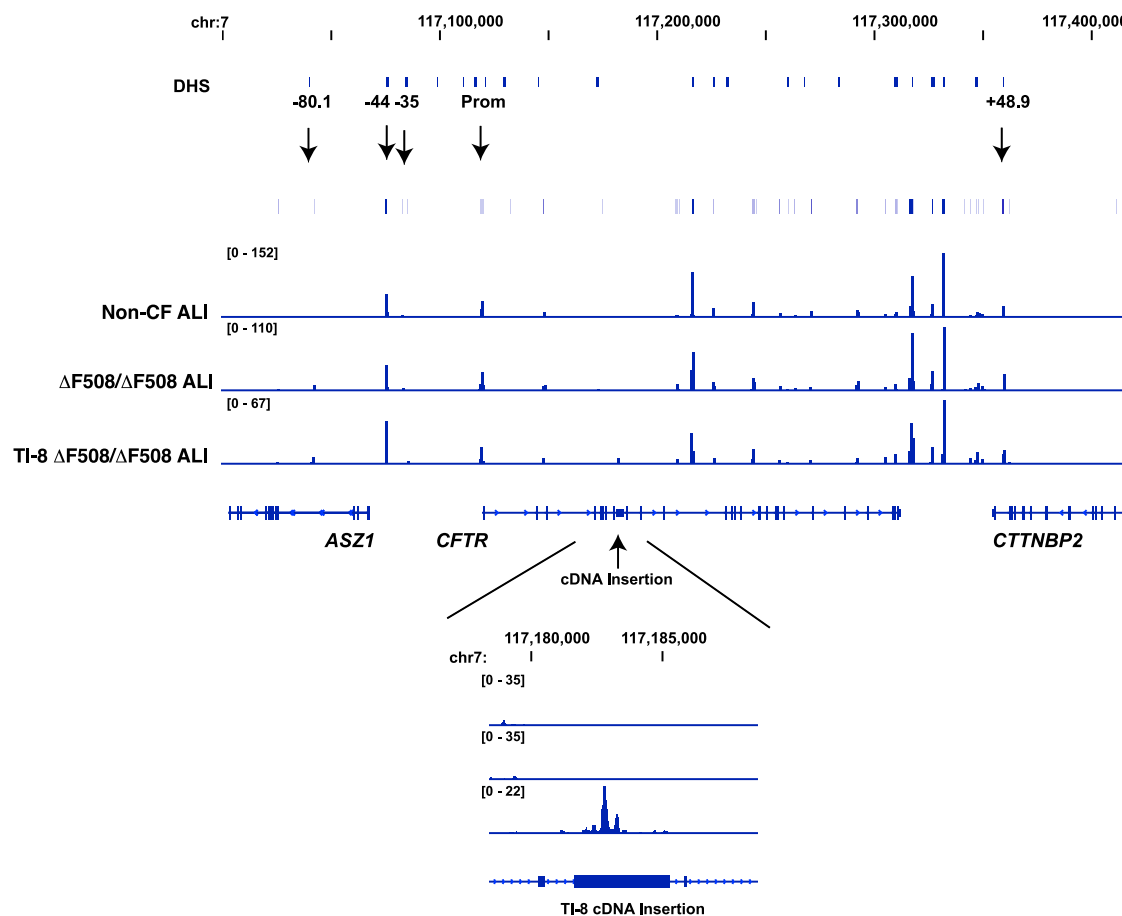 chr:7 117,100,000 117,200,000 117,300,000 117,400,000
DHS
-80.1 -44 -35 Prom +48.9
[0 - 152]
Non-CF ALI
[0 - 110]
ΔF508/ΔF508 ALI
[0 - 67]
TI-8 ΔF508/ΔF508 ALI
ASZ1 CFTR CTTNBP2
cDNA Insertion
117,180,000 117,185,000
chr7:
[0 - 35]
[0 - 35]
[0 - 22]
TI-8 cDNA Insertion